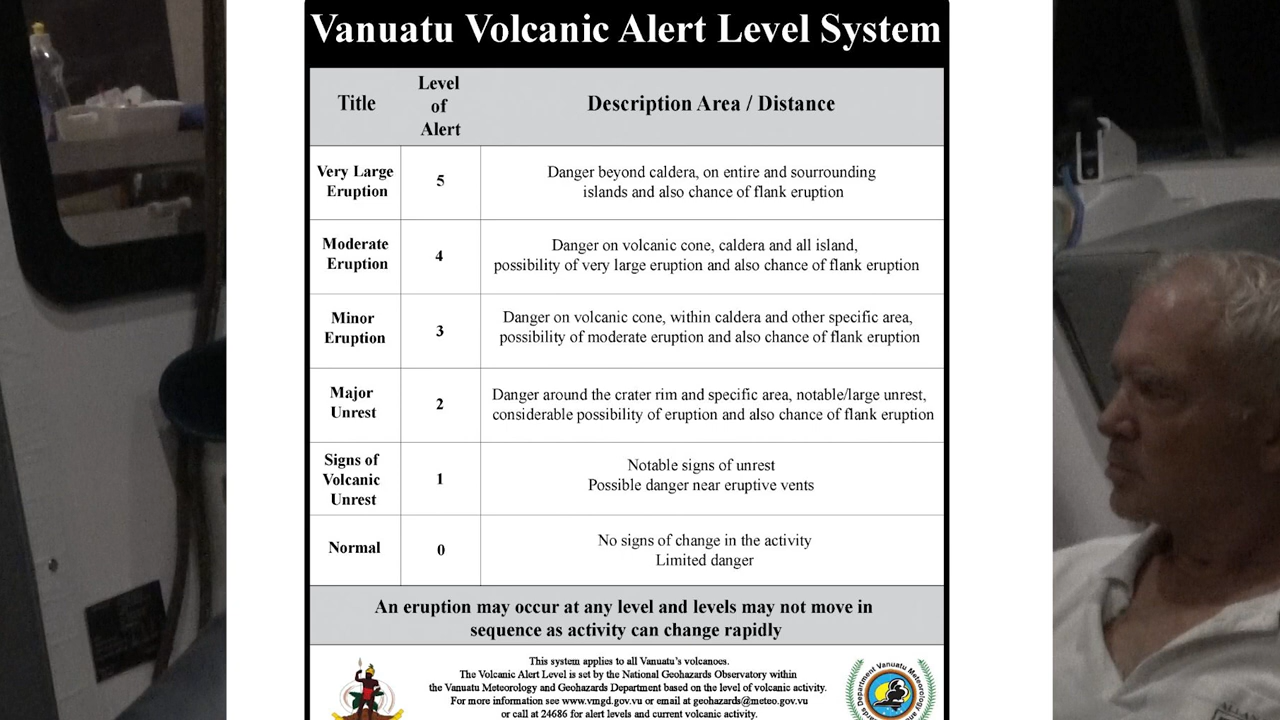 Vanuatu Volcanic Alert Level System
Title
Level
of
Alert
Description Area / Distance
Very Large
Eruption
5
Danger beyond caldera, on entire and sourrounding
islands and also chance of flank eruption
Moderate
Eruption
4
Danger on volcanic cone, caldera and all island,
possibility of very large eruption and also chance of flank eruption
Minor
Eruption
3
Danger on volcanic cone, within caldera and other specific area,
possibility of moderate eruption and also chance of flank eruption
Major
Unrest
2
Danger around the crater rim and specific area, notable/large unrest,
considerable possibility of eruption and also chance of flank eruption
Signs of
Volcanic
Unrest
1
Notable signs of unrest
Possible danger near eruptive vents
Normal
0
No signs of change in the activity
Limited danger
An eruption may occur at any level and levels may not move in
sequence as activity can change rapidly
This system applies to all Vanuatu's volcanoes.
The Volcanic Alert Level is set by the National Geohazards Observatory within
the Vanuatu Meteorology and Geohazards Department based on the level of volcanic activity.
For more information see www.vmgd.gov.vu or email at geohazards@meteo.gov.vu
or call at 24686 for alert levels and current volcanic activity.
Department Vanuatu Meteorology